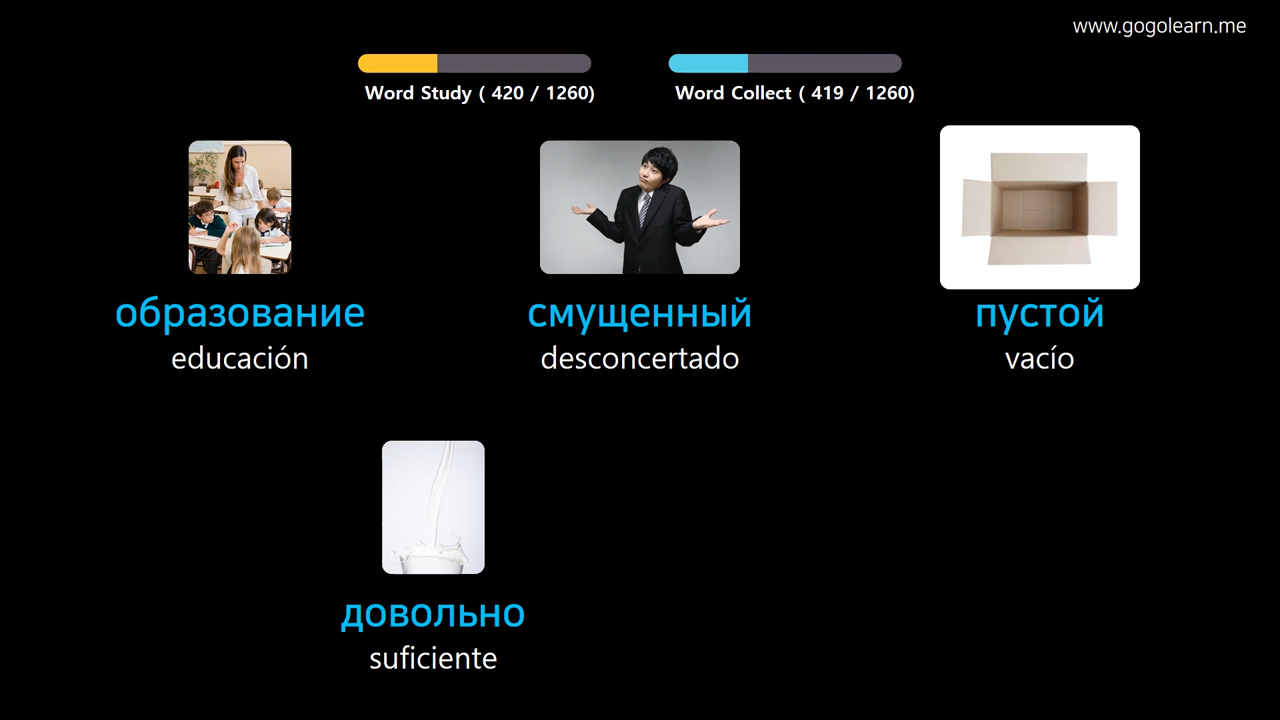 www.gogolearn.me
Word Study ( 420 / 1260)
Word Collect ( 419 / 1260)
образование
educación
смущенный
desconcertado
пустой
vacío
довольно
suficiente